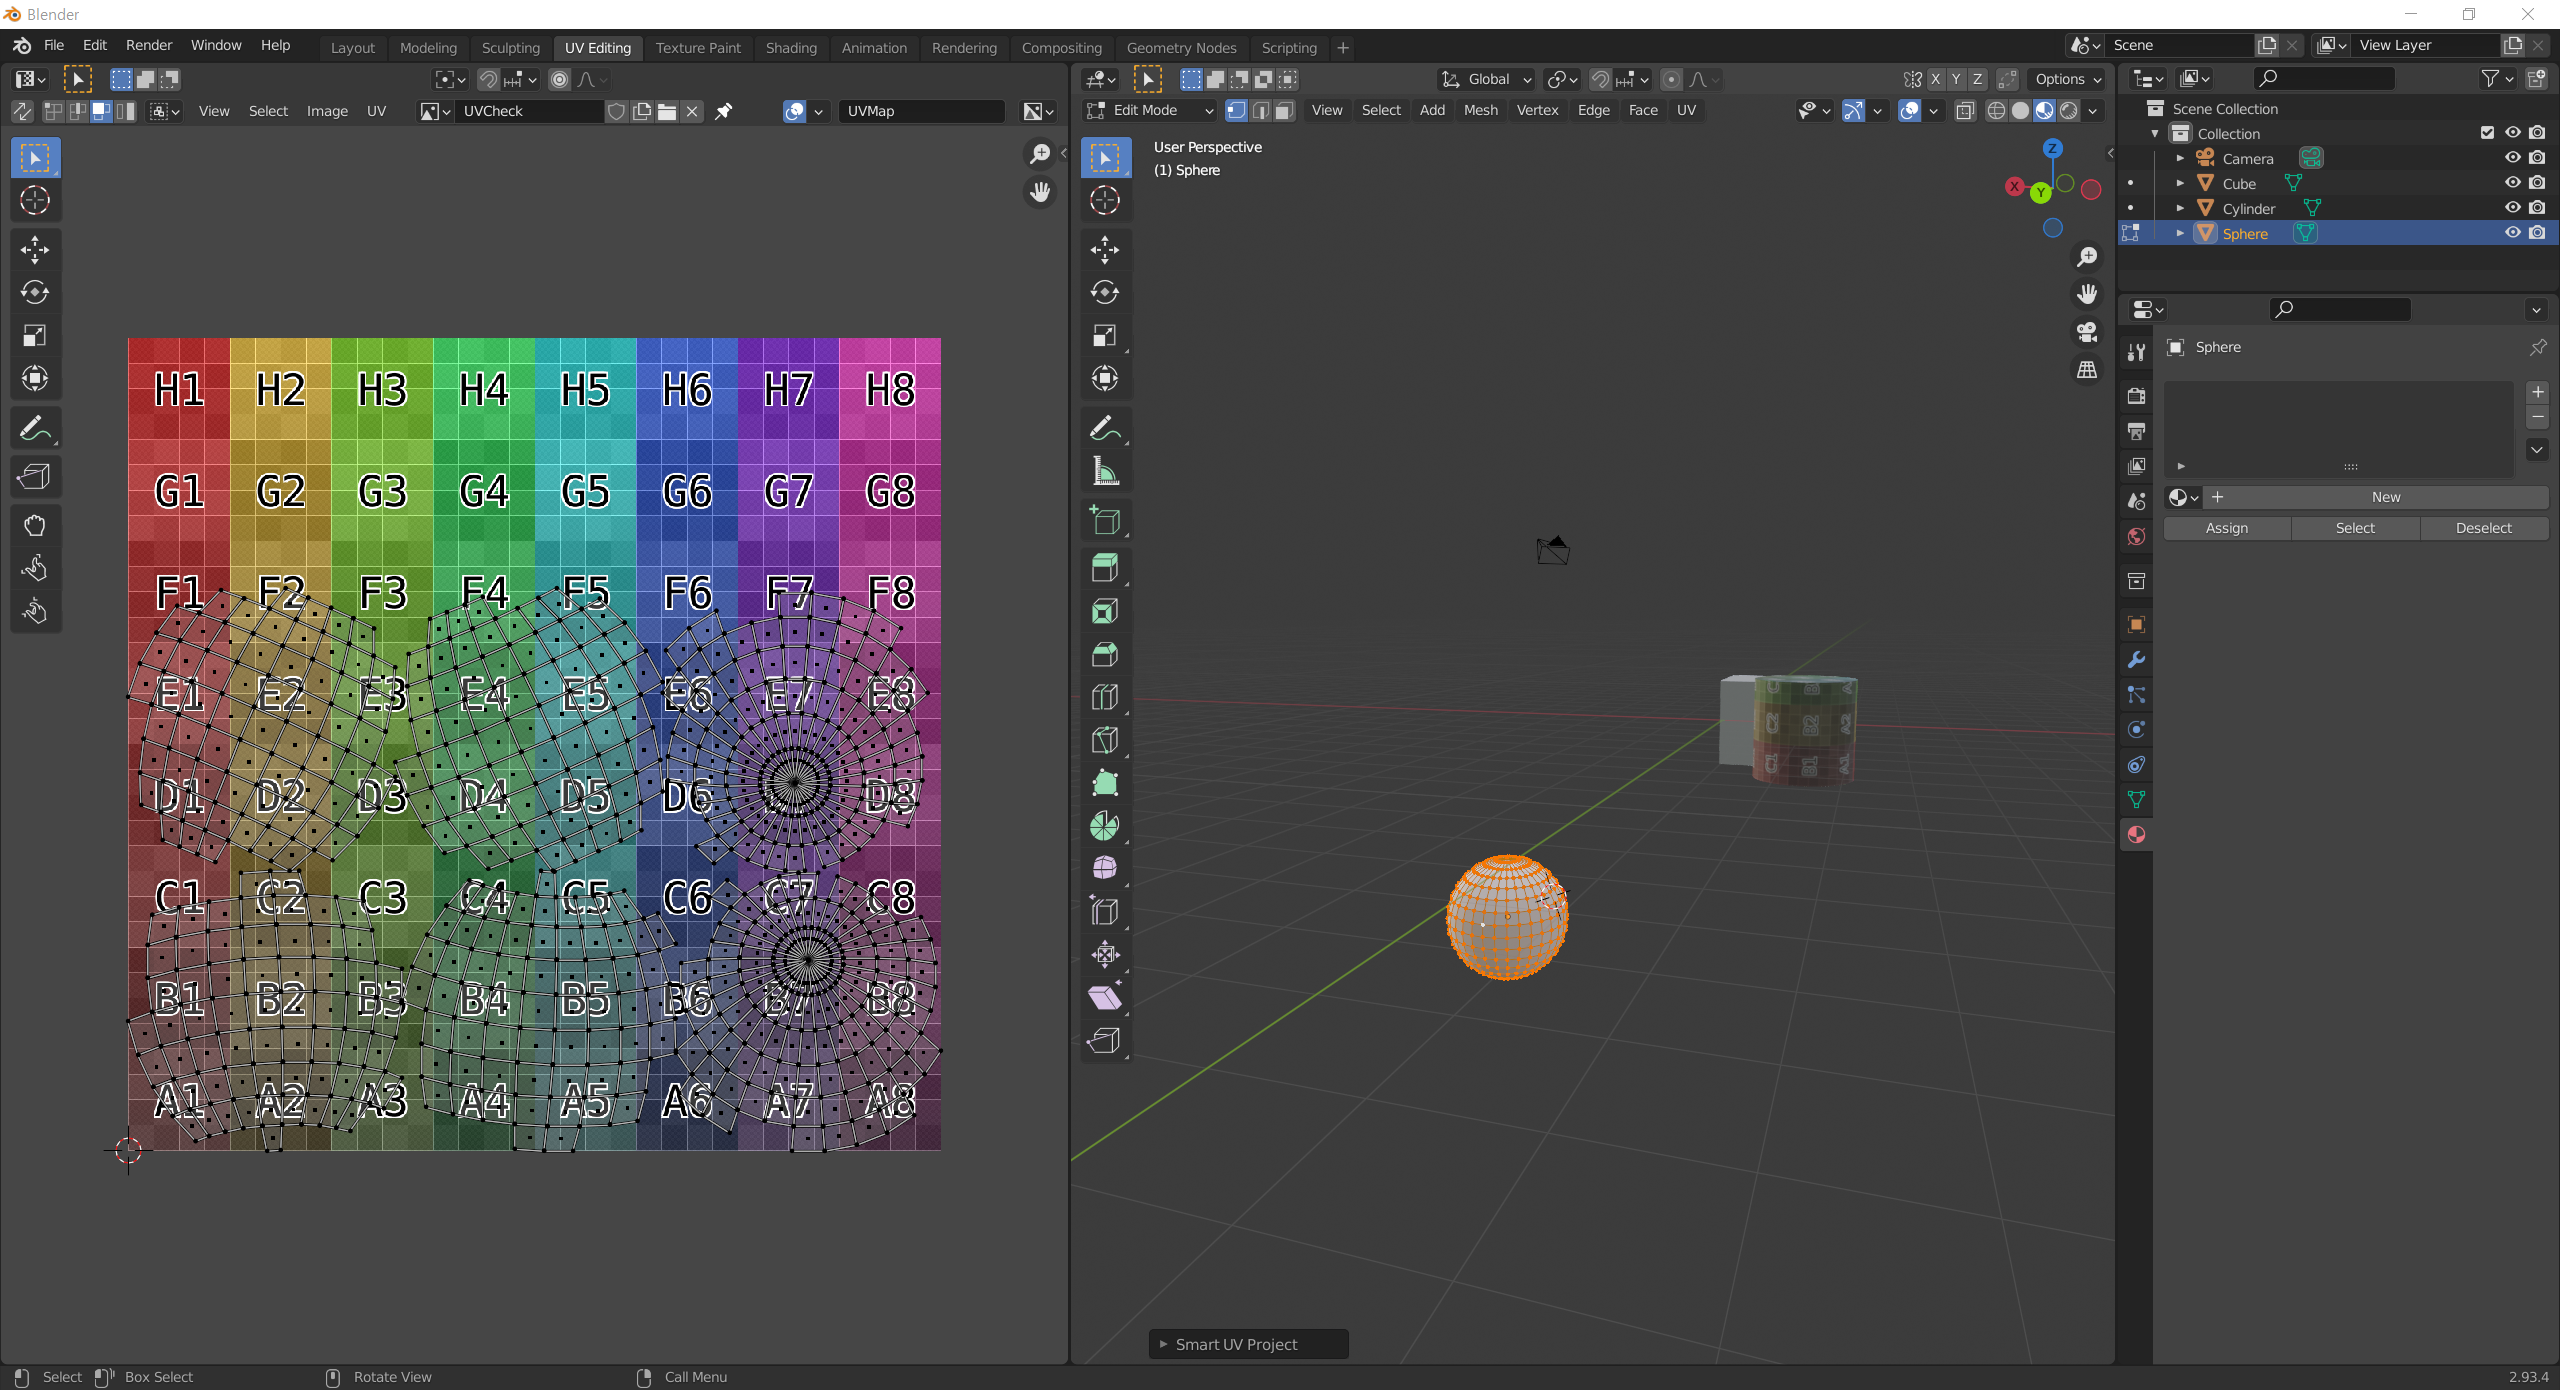 Blender
File Edit Render Window Help Layout Modeling Sculpting UV Editing Texture Paint Shading Animation Rendering Compositing Geometry Nodes Scripting + Scene View Layer
Global X Y Z Options
View Select Image UV UVCheck UVMap Edit Mode View Select Add Mesh Vertex Edge Face UV
Scene Collection
Collection
Camera
Cube
Cylinder
Sphere
User Perspective
(1) Sphere
Z
X Y
Sphere
New
Assign Select Deselect
H1 H2 H3 H4 H5 H6 H7 H8
G1 G2 G3 G4 G5 G6 G7 G8
F1 F2 F3 F4 F5 F6 F7 F8
E1 E2 E3 E4 E5 E6 E7 E8
D1 D2 D3 D4 D5 D6 D8
C1 C2 C3 C4 C5 C6 C7 C8
B1 B2 B3 B4 B5 B6 B7 B8
A1 A2 A3 A4 A5 A6 A7 A8
C2 B2 A2
C1 B1 A1
Smart UV Project
Select Box Select Rotate View Call Menu 2.93.4